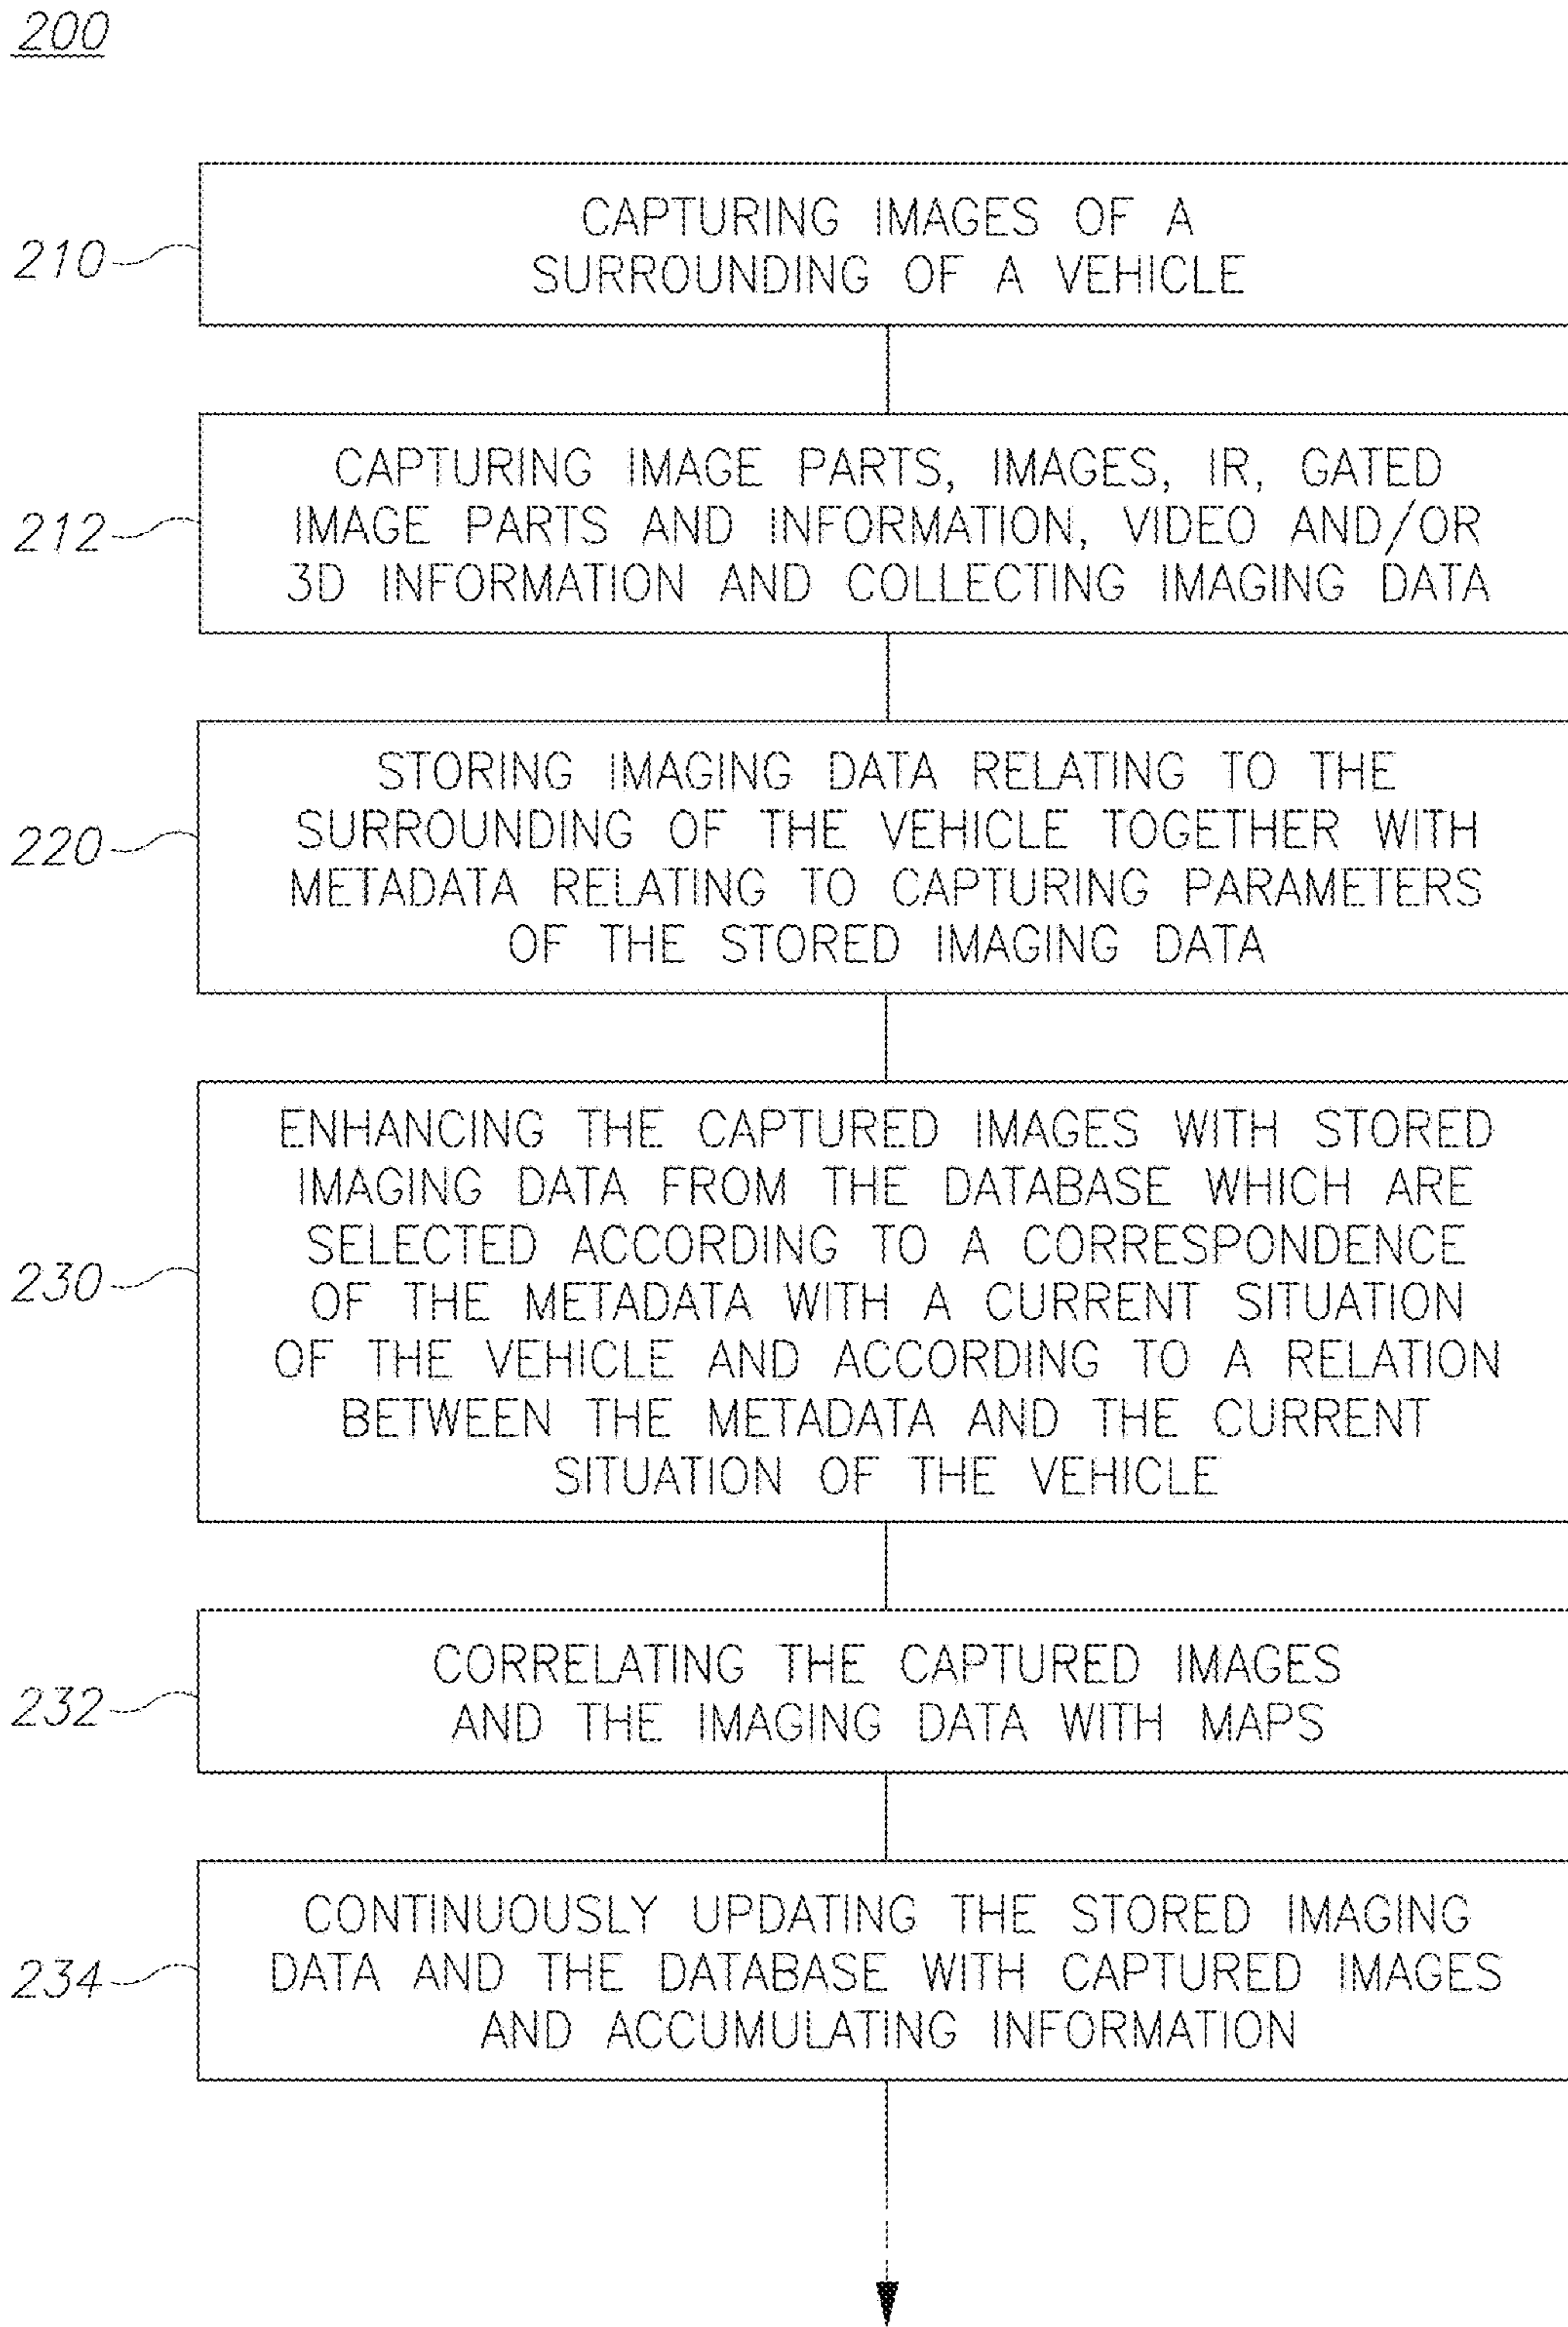 200
210
CAPTURING IMAGES OF A
SURROUNDING OF A VEHICLE
212
CAPTURING IMAGE PARTS, IMAGES, IR, GATED
IMAGE PARTS AND INFORMATION, VIDEO AND/OR
3D INFORMATION AND COLLECTING IMAGING DATA
220
STORING IMAGING DATA RELATING TO THE
SURROUNDING OF THE VEHICLE TOGETHER WITH
METADATA RELATING TO CAPTURING PARAMETERS
OF THE STORED IMAGING DATA
230
ENHANCING THE CAPTURED IMAGES WITH STORED
IMAGING DATA FROM THE DATABASE WHICH ARE
SELECTED ACCORDING TO A CORRESPONDENCE
OF THE METADATA WITH A CURRENT SITUATION
OF THE VEHICLE AND ACCORDING TO A RELATION
BETWEEN THE METADATA AND THE CURRENT
SITUATION OF THE VEHICLE
232
CORRELATING THE CAPTURED IMAGES
AND THE IMAGING DATA WITH MAPS
234
CONTINUOUSLY UPDATING THE STORED IMAGING
DATA AND THE DATABASE WITH CAPTURED IMAGES
AND ACCUMULATING INFORMATION